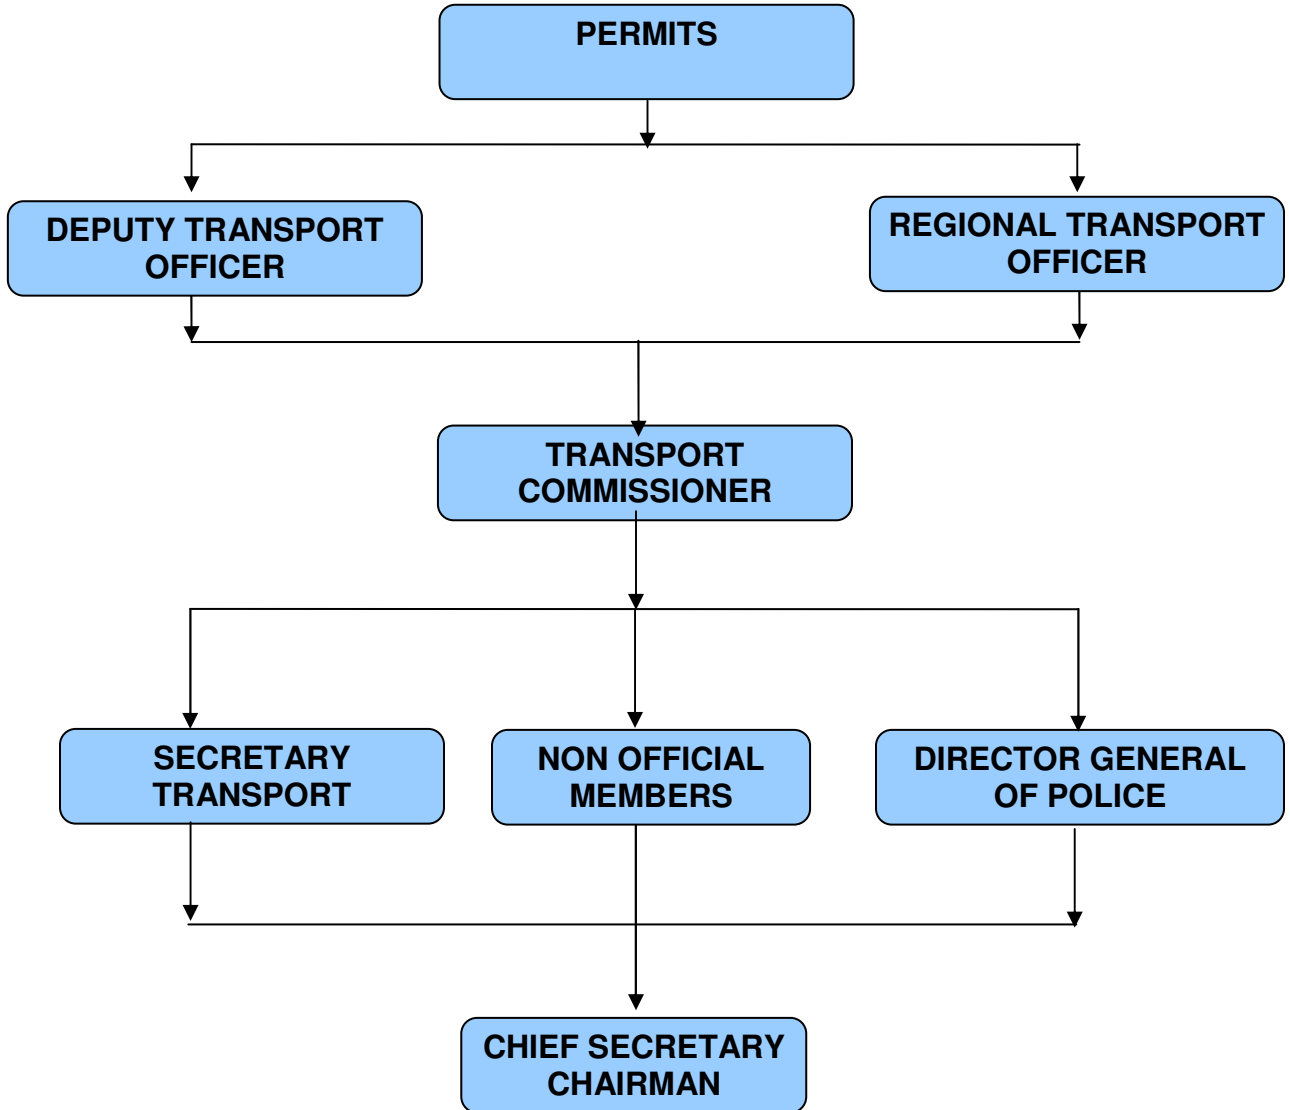 PERMITS
DEPUTY TRANSPORT
OFFICER
REGIONAL TRANSPORT
OFFICER
TRANSPORT
COMMISSIONER
SECRETARY
TRANSPORT
NON OFFICIAL
MEMBERS
DIRECTOR GENERAL
OF POLICE
CHIEF SECRETARY
CHAIRMAN